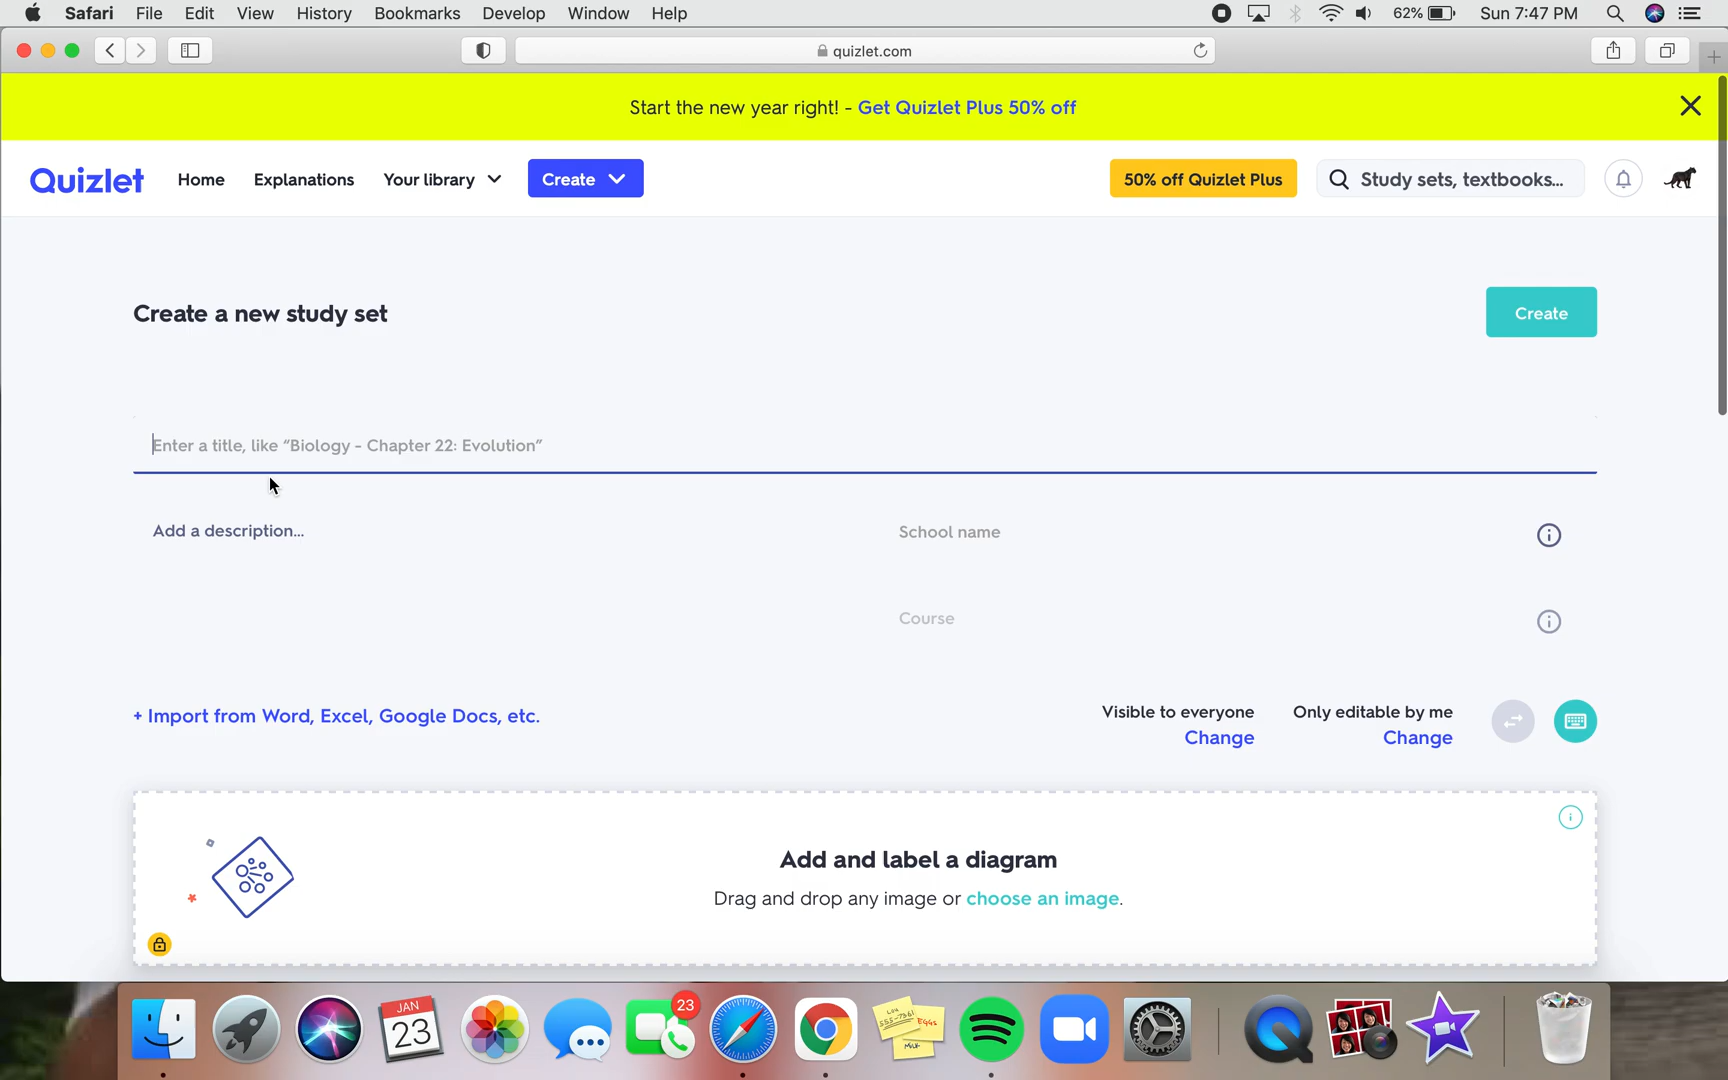 Safari File Edit View History Bookmarks Develop Window Help 62% Sun 7:47 PM
quizlet.com
Start the new year right! - Get Quizlet Plus 50% off
Quizlet Home Explanations Your library Create 50% off Quizlet Plus Study sets, textbooks...
Create a new study set Create
Enter a title, like “Biology - Chapter 22: Evolution”
Add a description... School name
Course
+ Import from Word, Excel, Google Docs, etc. Visible to everyone Only editable by me
Change Change
Add and label a diagram
Drag and drop any image or choose an image.
JAN
23
23
555-7361
EGGS
MILK